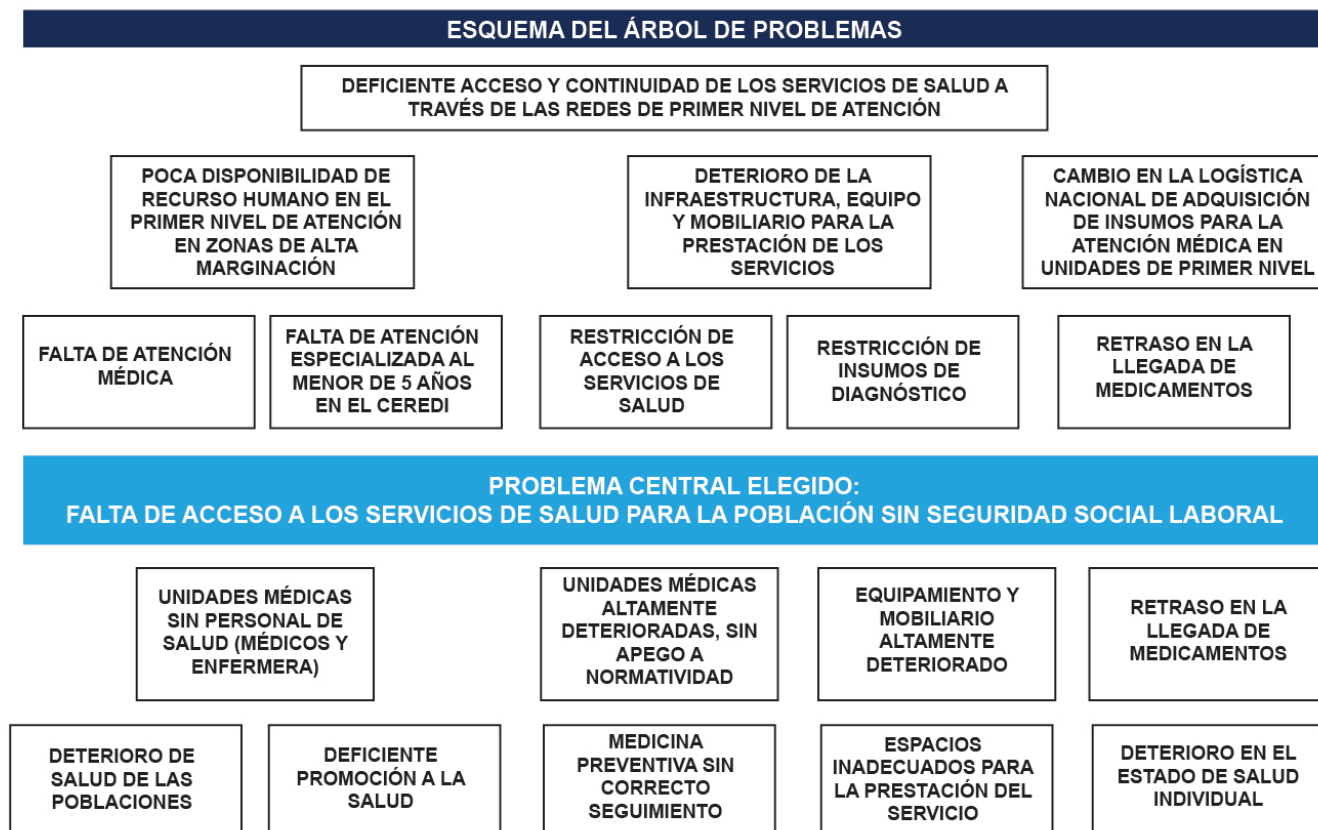 ESQUEMA DEL ÁRBOL DE PROBLEMAS
DEFICIENTE ACCESO Y CONTINUIDAD DE LOS SERVICIOS DE SALUD A
TRAVÉS DE LAS REDES DE PRIMER NIVEL DE ATENCIÓN
POCA DISPONIBILIDAD DE
RECURSO HUMANO EN EL
PRIMER NIVEL DE ATENCIÓN
EN ZONAS DE ALTA
MARGINACIÓN
DETERIORO DE LA
INFRAESTRUCTURA, EQUIPO
Y MOBILIARIO PARA LA
PRESTACIÓN DE LOS
SERVICIOS
CAMBIO EN LA LOGÍSTICA
NACIONAL DE ADQUISICIÓN
DE INSUMOS PARA LA
ATENCIÓN MÉDICA EN
UNIDADES DE PRIMER NIVEL
FALTA DE ATENCIÓN
MÉDICA
FALTA DE ATENCIÓN
ESPECIALIZADA AL
MENOR DE 5 AÑOS
EN EL CEREDI
RESTRICCIÓN DE
ACCESO A LOS
SERVICIOS DE
SALUD
RESTRICCIÓN DE
INSUMOS DE
DIAGNÓSTICO
RETRASO EN LA
LLEGADA DE
MEDICAMENTOS
PROBLEMA CENTRAL ELEGIDO:
FALTA DE ACCESO A LOS SERVICIOS DE SALUD PARA LA POBLACIÓN SIN SEGURIDAD SOCIAL LABORAL
UNIDADES MÉDICAS
SIN PERSONAL DE
SALUD (MÉDICOS Y
ENFERMERA)
UNIDADES MÉDICAS
ALTAMENTE
DETERIORADAS, SIN
APEGO A
NORMATIVIDAD
EQUIPAMIENTO Y
MOBILIARIO
ALTAMENTE
DETERIORADO
RETRASO EN LA
LLEGADA DE
MEDICAMENTOS
DETERIORO DE
SALUD DE LAS
POBLACIONES
DEFICIENTE
PROMOCIÓN A LA
SALUD
MEDICINA
PREVENTIVA SIN
CORRECTO
SEGUIMIENTO
ESPACIOS
INADECUADOS PARA
LA PRESTACIÓN DEL
SERVICIO
DETERIORO EN EL
ESTADO DE SALUD
INDIVIDUAL